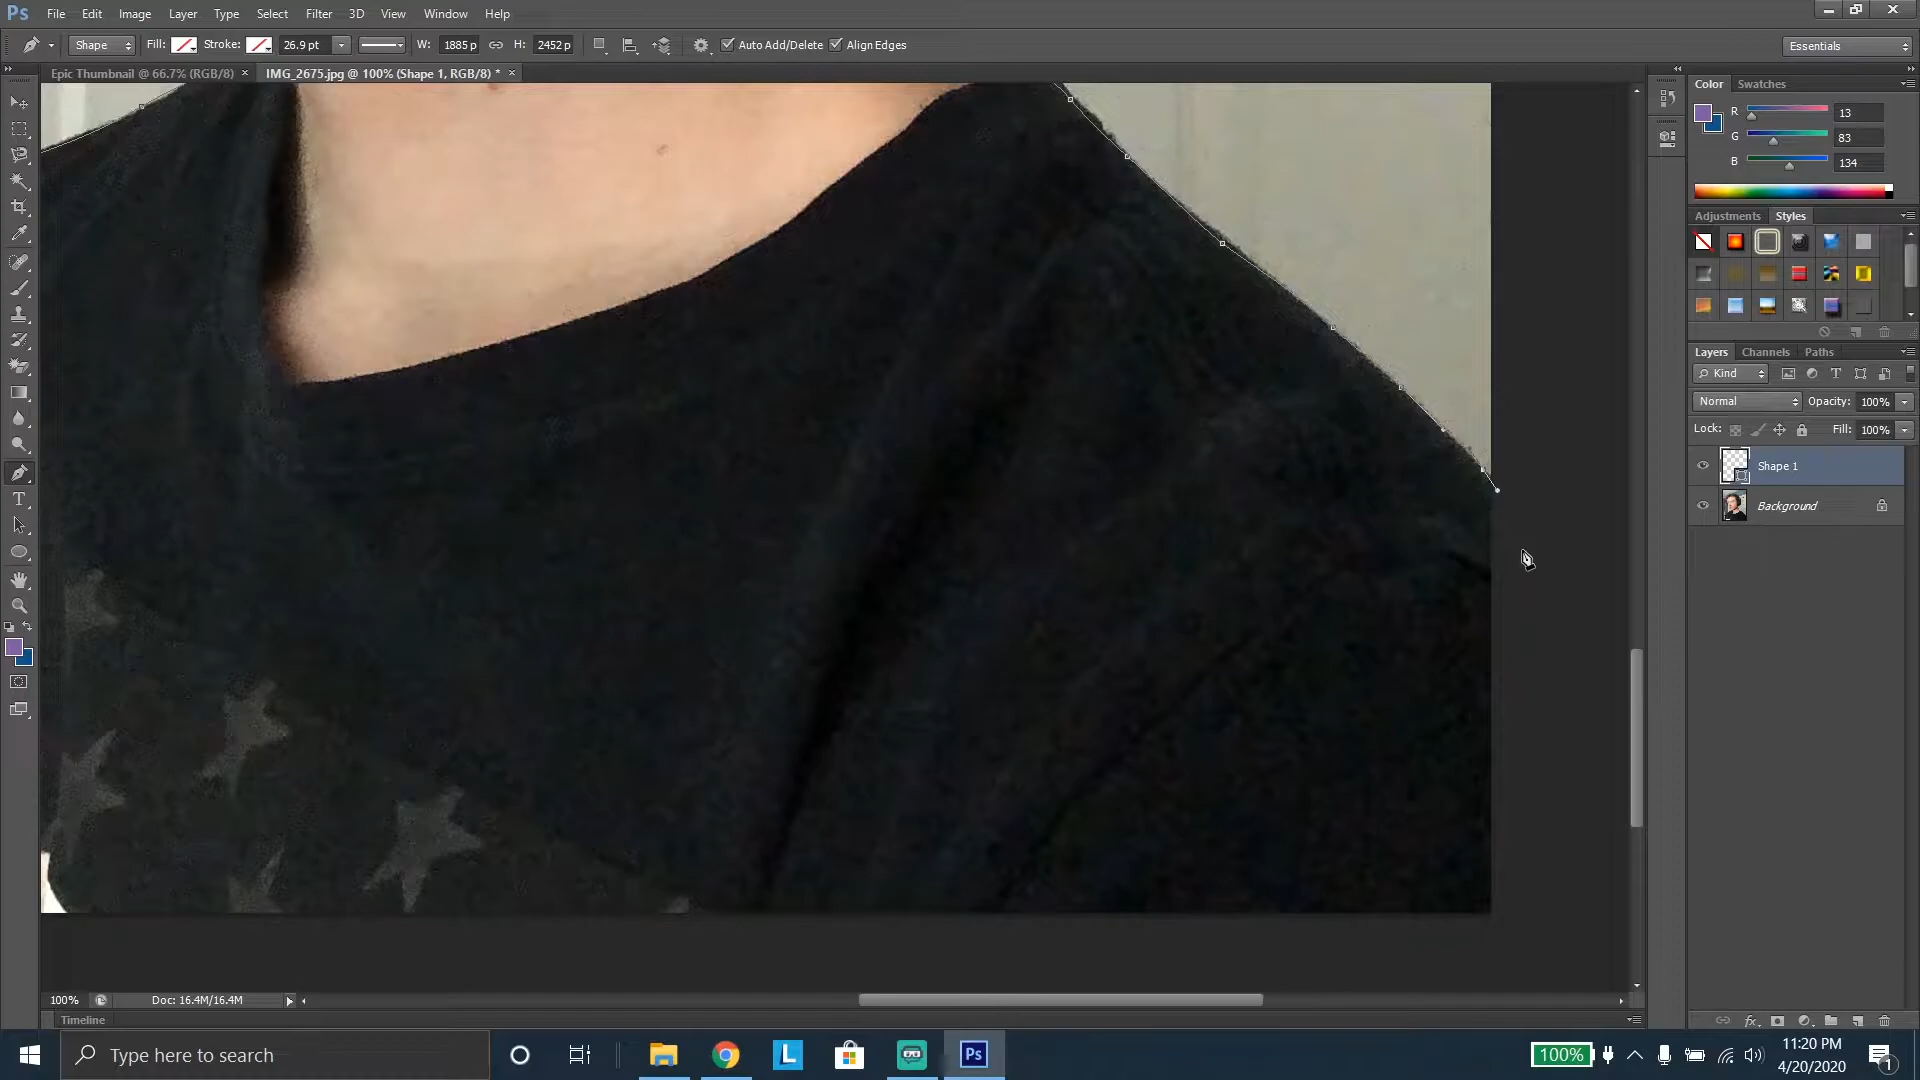 Ps File Edit Image Layer Type Select Filter 3D View Window Help
Shape Fill: Stroke: 26.9 pt W: 1885 p H: 2452 p Auto Add/Delete Align Edges Essentials
Epic Thumbnail @ 66.7% (RGB/8) × IMG_2675.jpg @ 100% (Shape 1, RGB/8) * ×
Color Swatches
R 13
G 83
B 134
Adjustments Styles
Layers Channels Paths
Kind
Normal Opacity: 100%
Lock: Fill: 100%
Shape 1
Background
100% Doc: 16.4M/16.4M
Timeline
Type here to search
L
Ps
100%
11:20 PM
4/20/2020
1